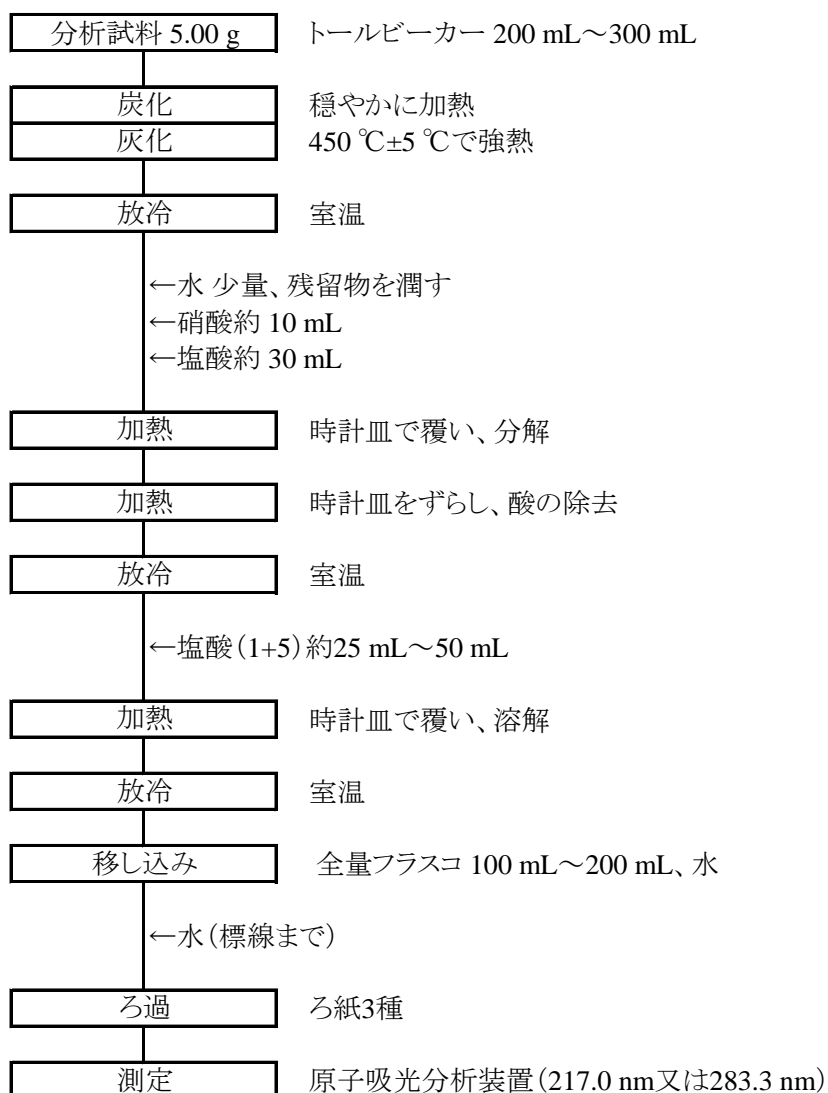 分析試料 5.00 g トールビーカー 200 mL～300 mL
炭化 穏やかに加熱
灰化 450 ℃±5 ℃で強熱
放冷 室温
←水 少量、残留物を潤す
←硝酸約 10 mL
←塩酸約 30 mL
加熱 時計皿で覆い、分解
加熱 時計皿をずらし、酸の除去
放冷 室温
←塩酸（1+5）約25 mL～50 mL
加熱 時計皿で覆い、溶解
放冷 室温
移し込み 全量フラスコ 100 mL～200 mL、水
←水（標線まで）
ろ過 ろ紙3種
測定 原子吸光分析装置（217.0 nm又は283.3 nm）